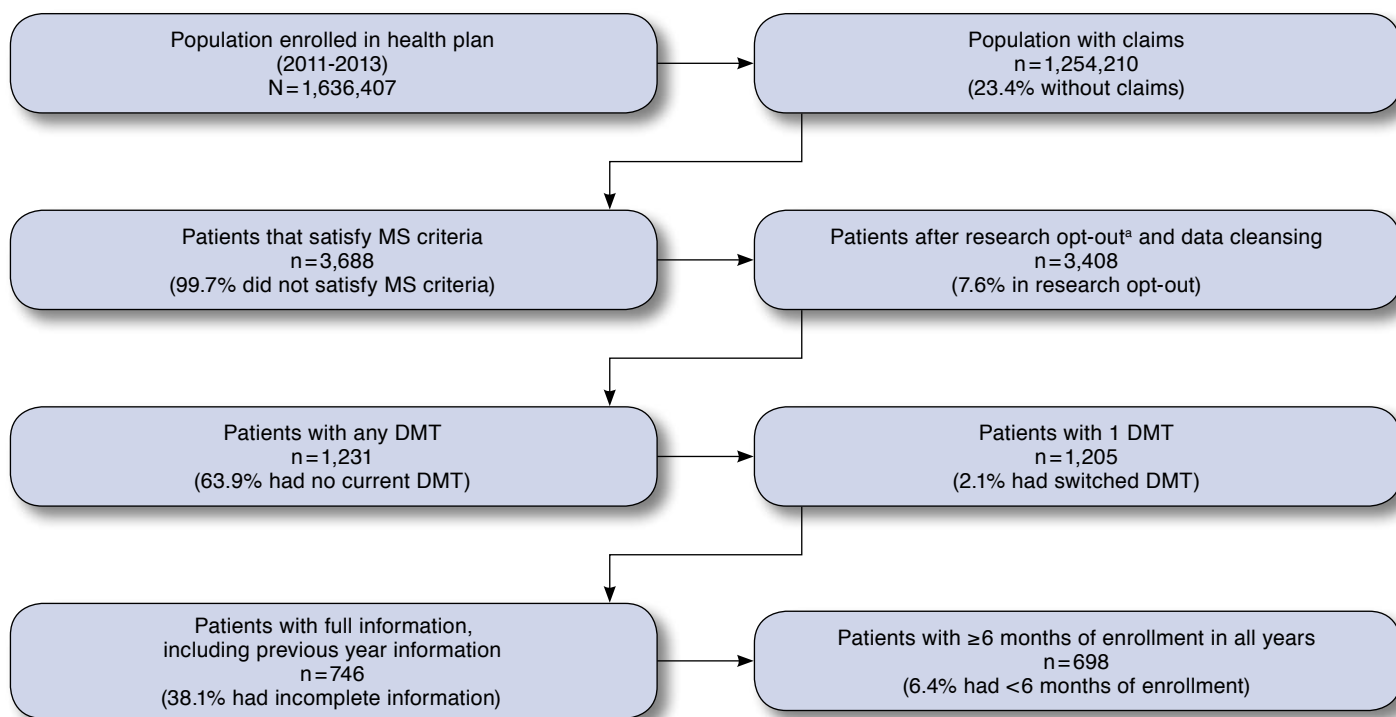 Population enrolled in health plan
(2011-2013)
N=1,636,407
Population with claims
n=1,254,210
(23.4% without claims)
Patients that satisfy MS criteria
n=3,688
(99.7% did not satisfy MS criteria)
Patients after research opt-outᵃ and data cleansing
n=3,408
(7.6% in research opt-out)
Patients with any DMT
n=1,231
(63.9% had no current DMT)
Patients with 1 DMT
n=1,205
(2.1% had switched DMT)
Patients with full information,
including previous year information
n=746
(38.1% had incomplete information)
Patients with ≥6 months of enrollment in all years
n=698
(6.4% had <6 months of enrollment)